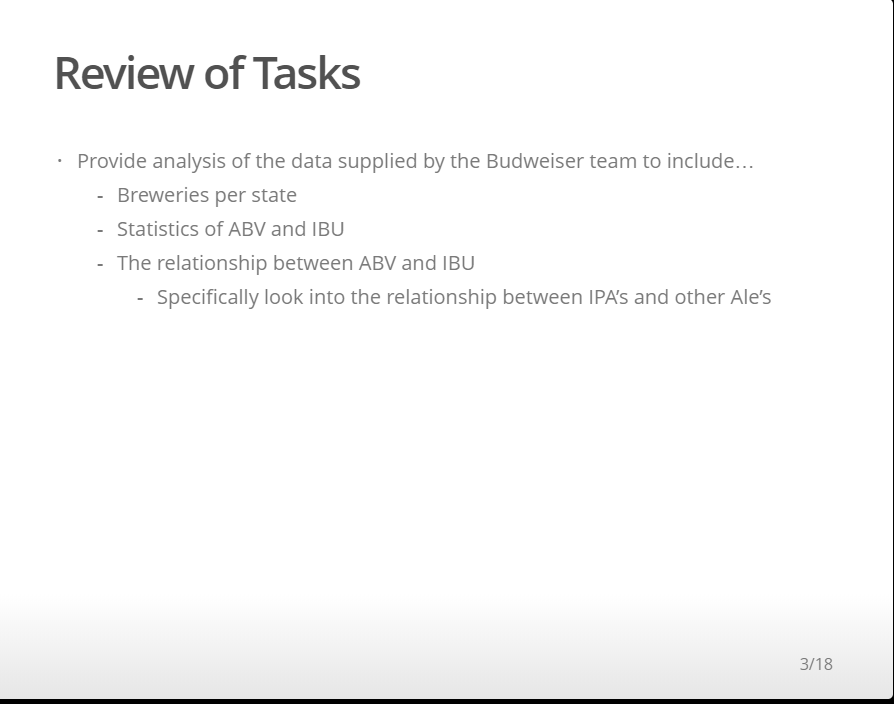 Review of Tasks
· Provide analysis of the data supplied by the Budweiser team to include…
- Breweries per state
- Statistics of ABV and IBU
- The relationship between ABV and IBU
- Specifically look into the relationship between IPA’s and other Ale’s
3/18